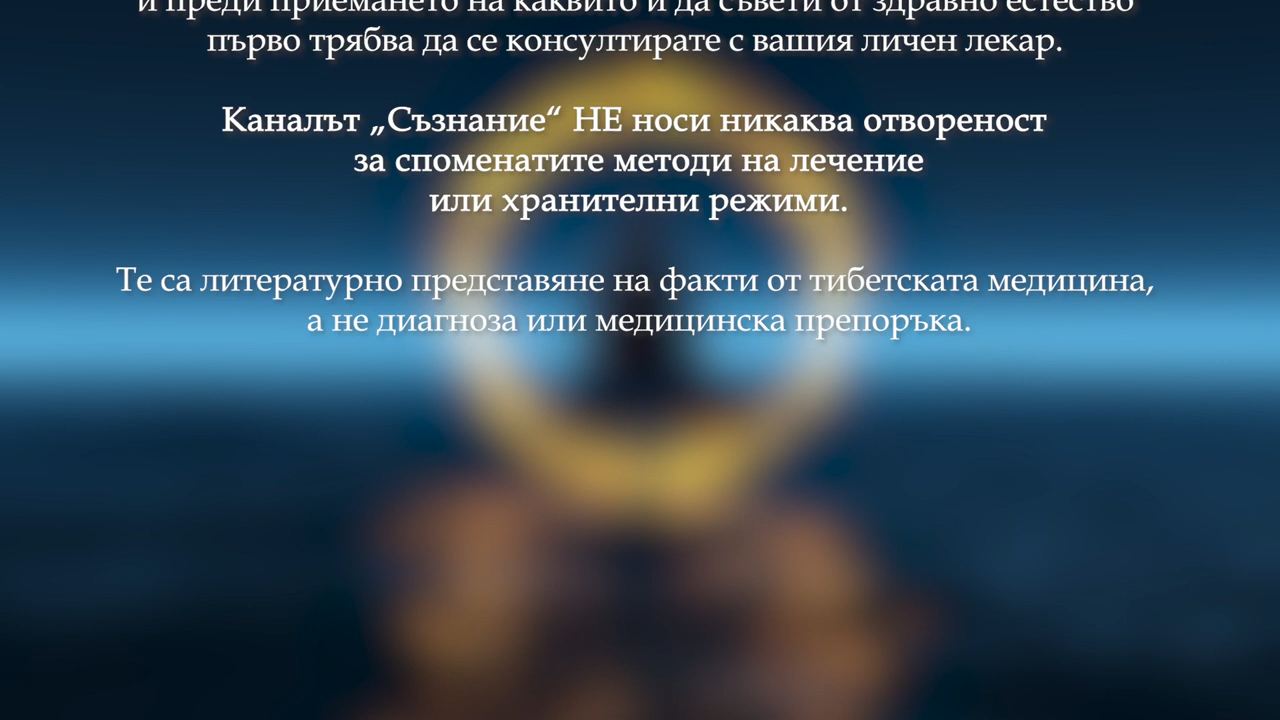 и преди приемането на каквито и да съвети от здравно естество
първо трябва да се консултирате с вашия личен лекар.
Каналът „Съзнание“ НЕ носи никаква отвореност
за споменатите методи на лечение
или хранителни режими.
Те са литературно представяне на факти от тибетската медицина,
а не диагноза или медицинска препоръка.